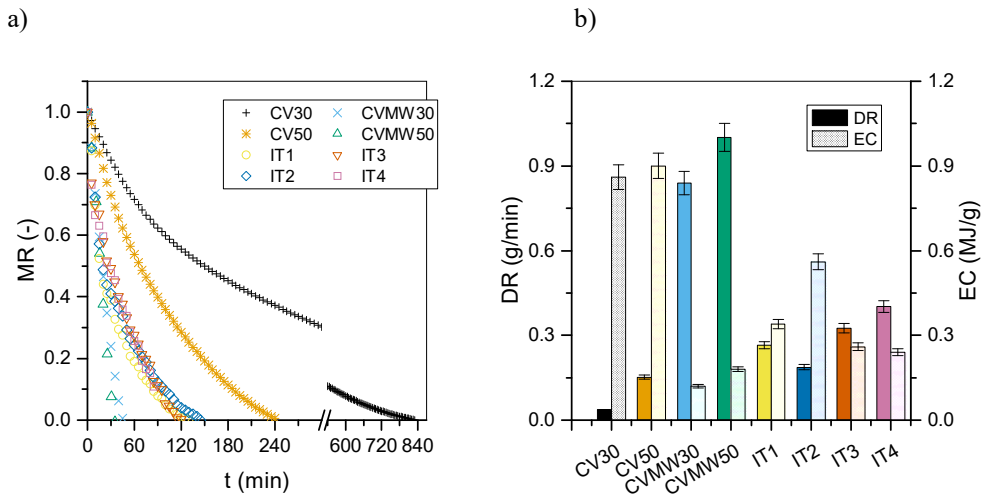 a)
b)
1.0
0.8
0.6
0.4
0.2
0.0
MR (-)
CV30
CV50
IT1
IT2
CVMW30
CVMW50
IT3
IT4
0 60 120 180 240 600 720 840
t (min)
1.2
0.9
0.6
0.3
0.0
DR (g/min)
DR
EC
1.2
0.9
0.6
0.3
0.0
EC (MJ/g)
CV30
CV50
CVMW30
CVMW50
IT1
IT2
IT3
IT4